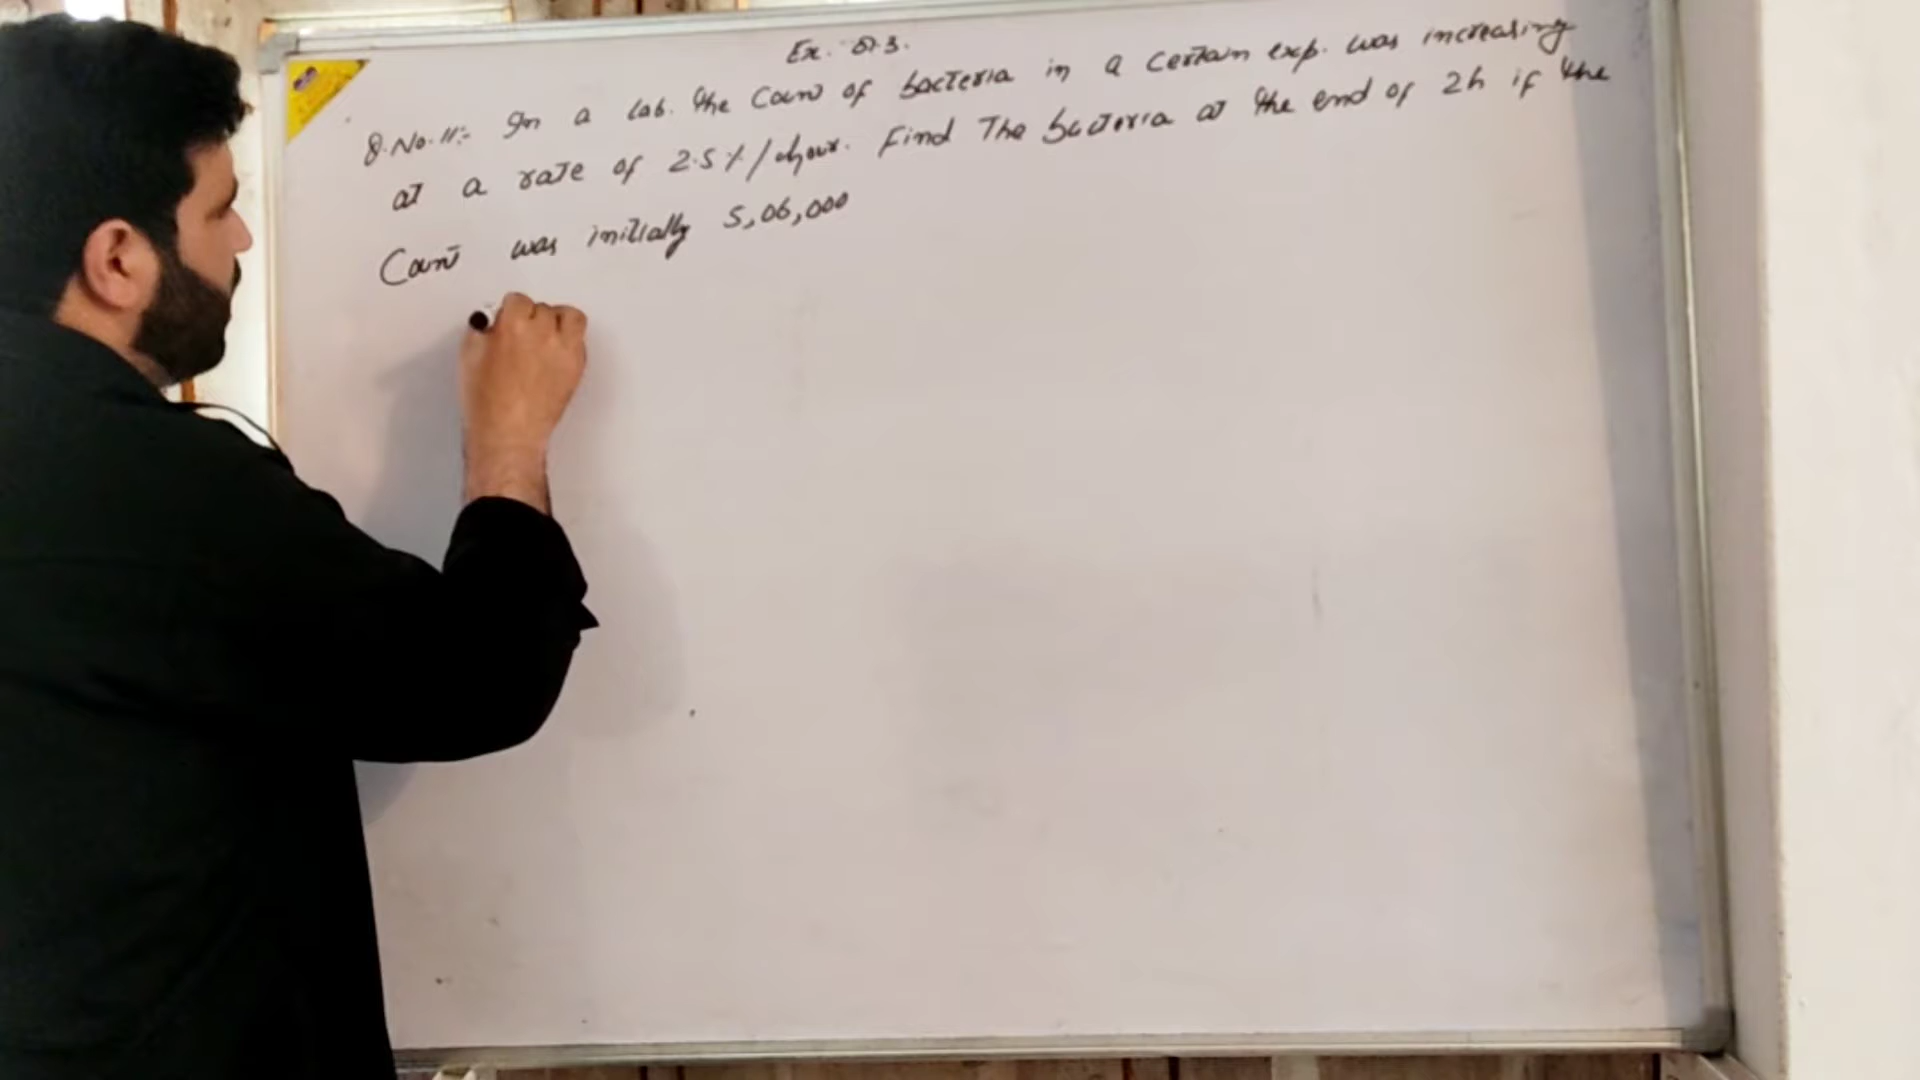 Ex. 07.3.
Q.No.11:- In a lab. the Count of bacteria in a certain exp. was increasing
at a rate of 2.5%/hour. Find The bacteria at the end of 2h if the
Count was initially 5,06,000